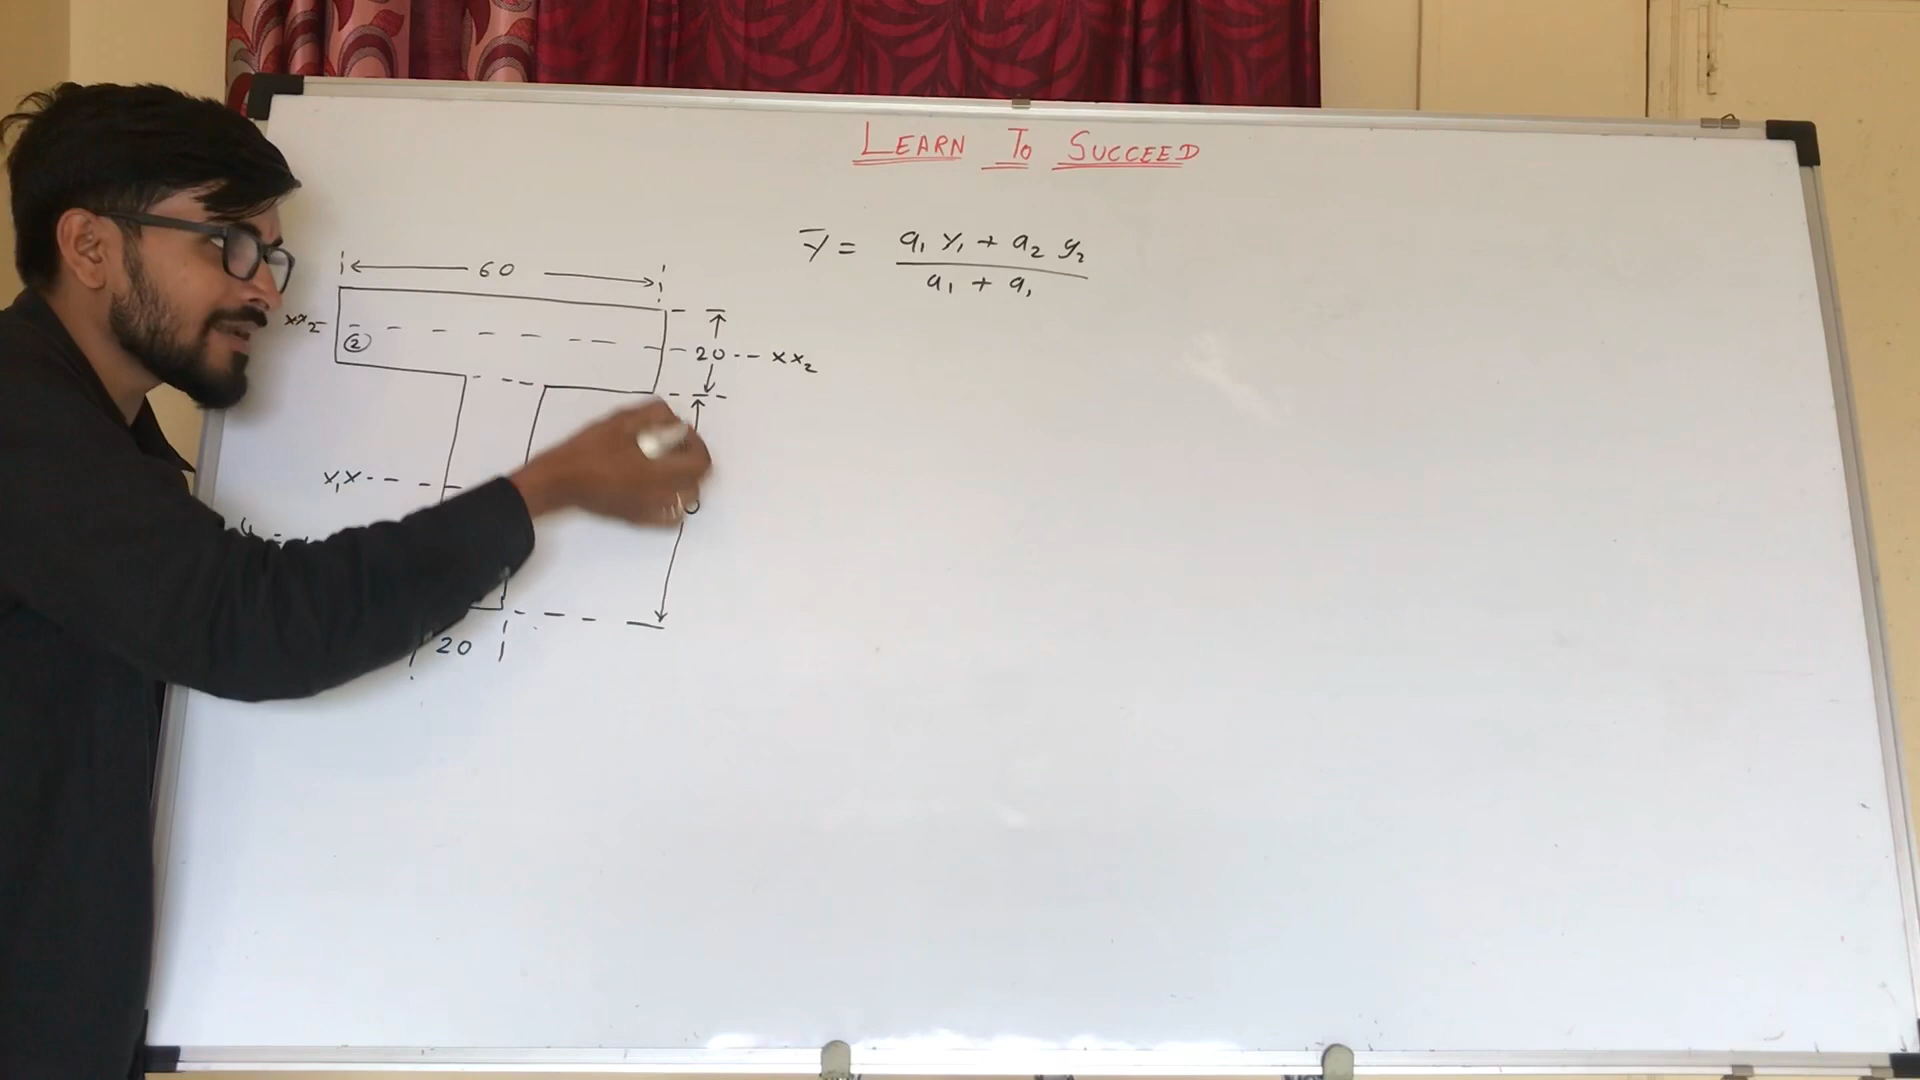 LEARN TO SUCCEED
ȳ = a₁ y₁ + a₂ y₂
a₁ + a₁
60
xx₂
②
20
xx₂
x₁x
20